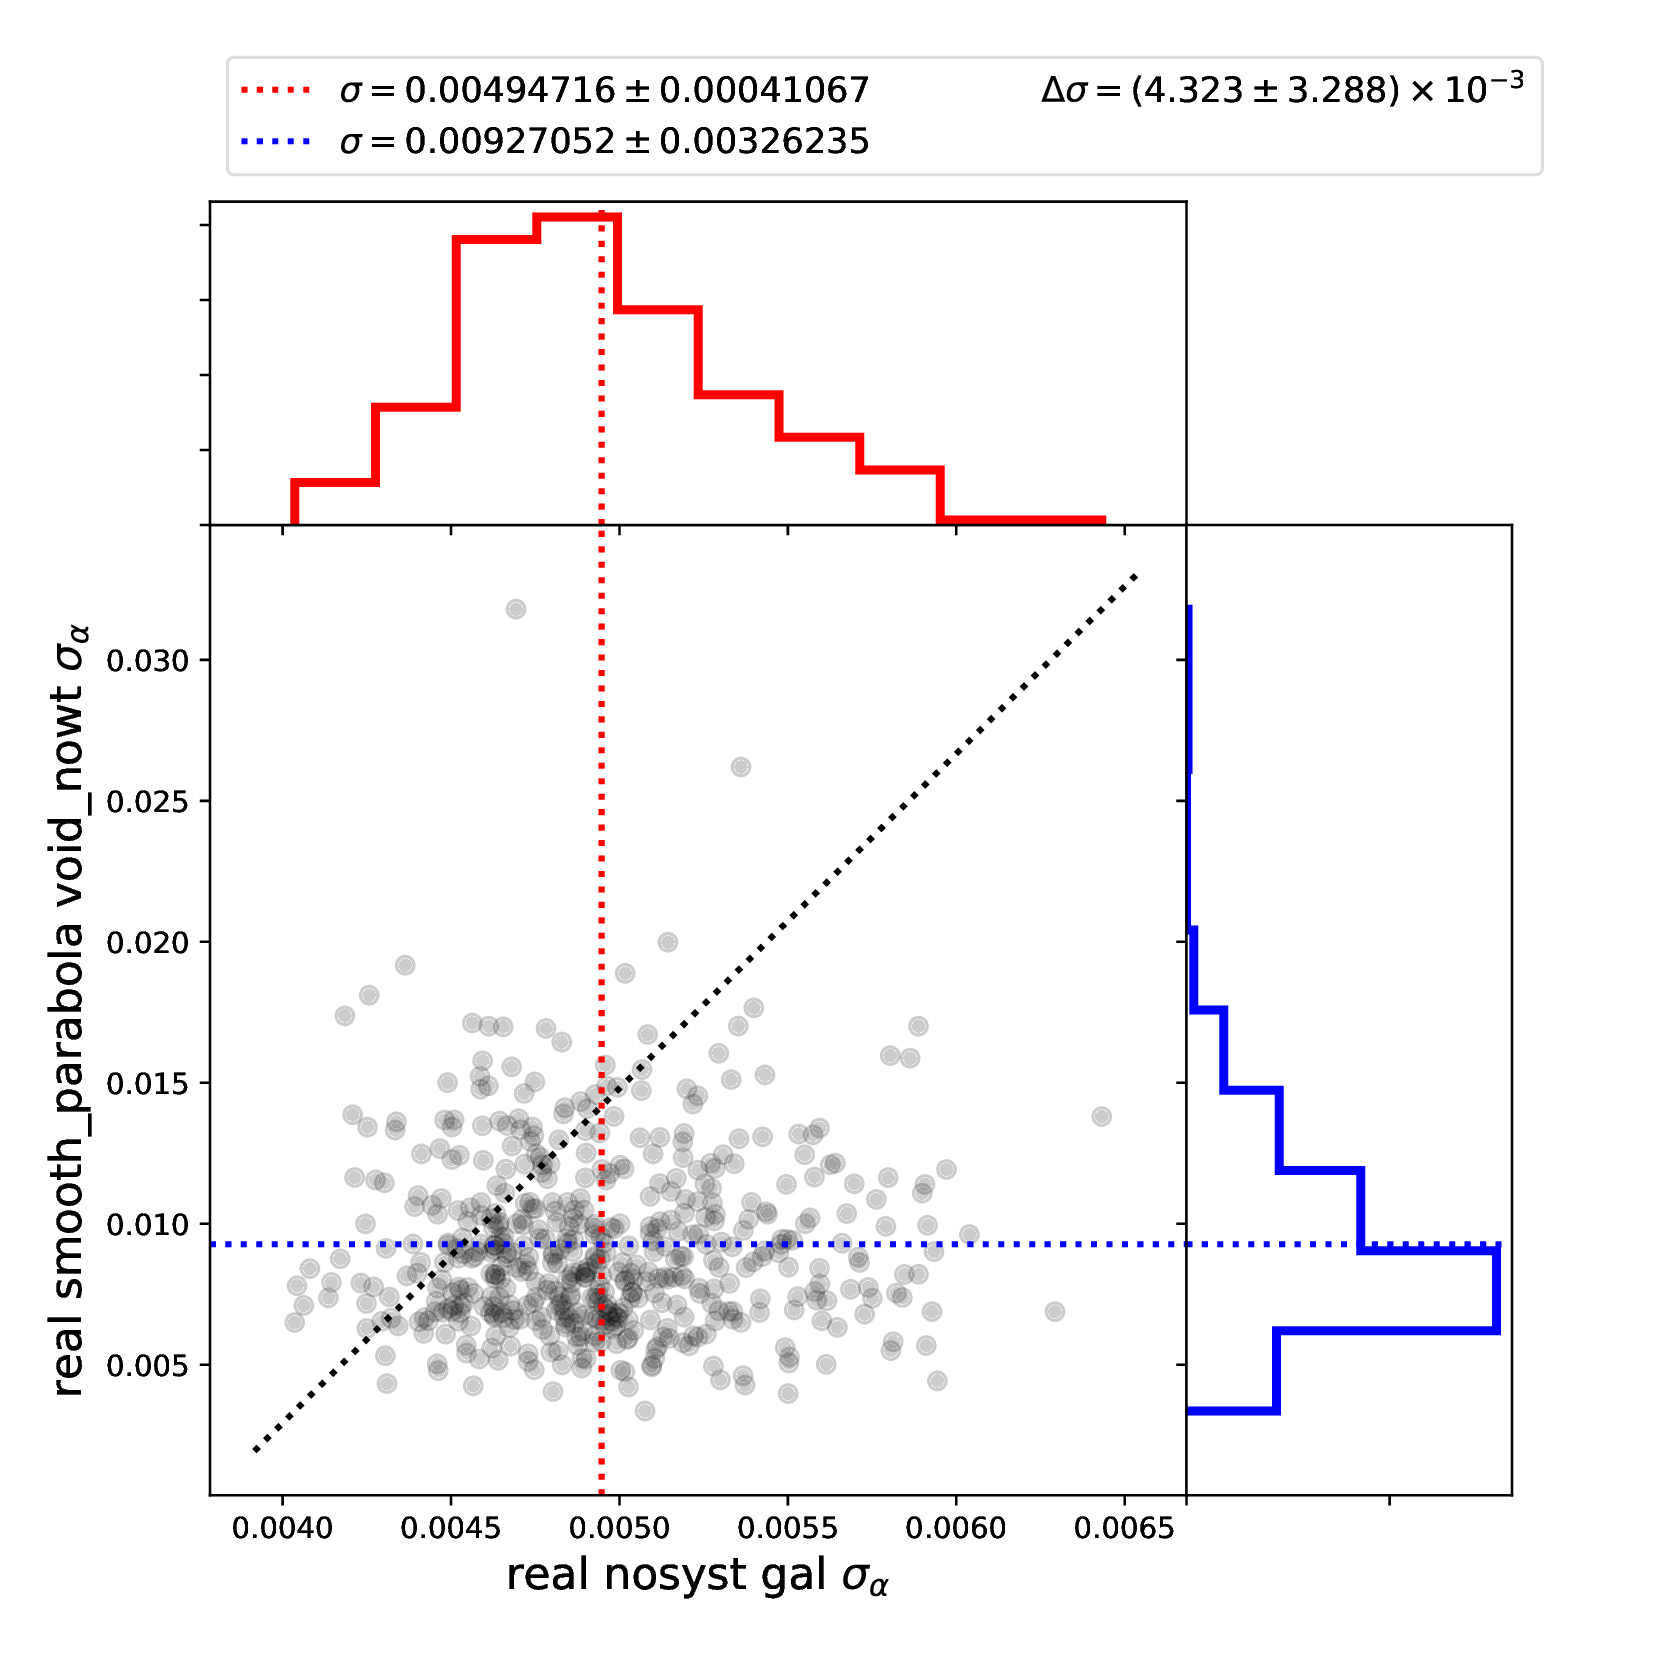 σ = 0.00494716 ± 0.00041067
Δσ = (4.323 ± 3.288) × 10⁻³
σ = 0.00927052 ± 0.00326235
real smooth_parabola void_nowt σ_α
0.030
0.025
0.020
0.015
0.010
0.005
0.0040 0.0045 0.0050 0.0055 0.0060 0.0065
real nosyst gal σ_α